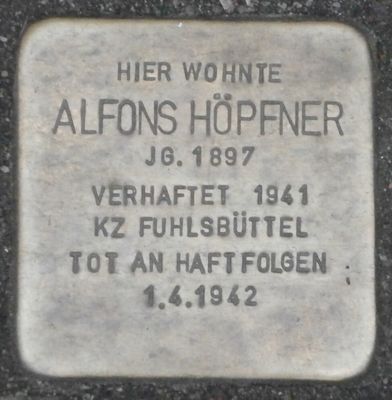 HIER WOHNTE
ALFONS HÖPFNER
JG. 1897
VERHAFTET 1941
KZ FUHLSBÜTTEL
TOT AN HAFTFOLGEN
1.4.1942